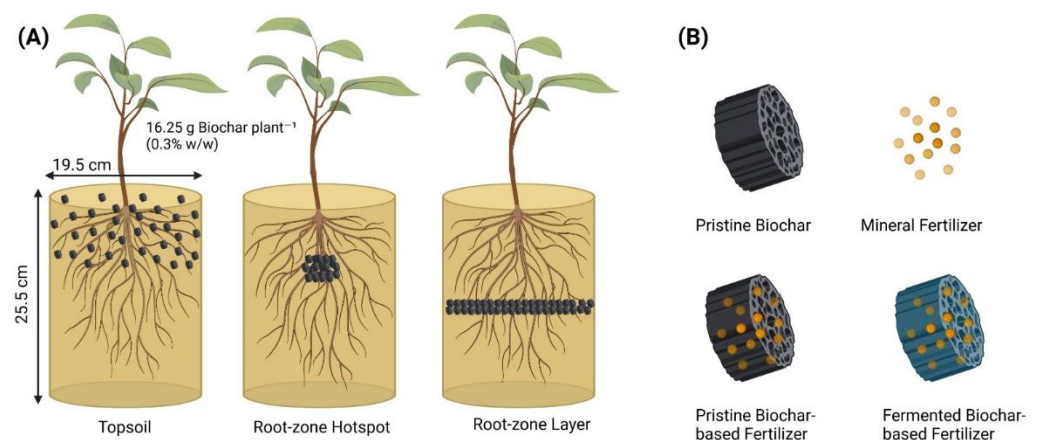 (A)
16.25 g Biochar plant⁻¹
(0.3% w/w)
19.5 cm
25.5 cm
Topsoil
Root-zone Hotspot
Root-zone Layer
(B)
Pristine Biochar
Mineral Fertilizer
Pristine Biochar-
based Fertilizer
Fermented Biochar-
based Fertilizer